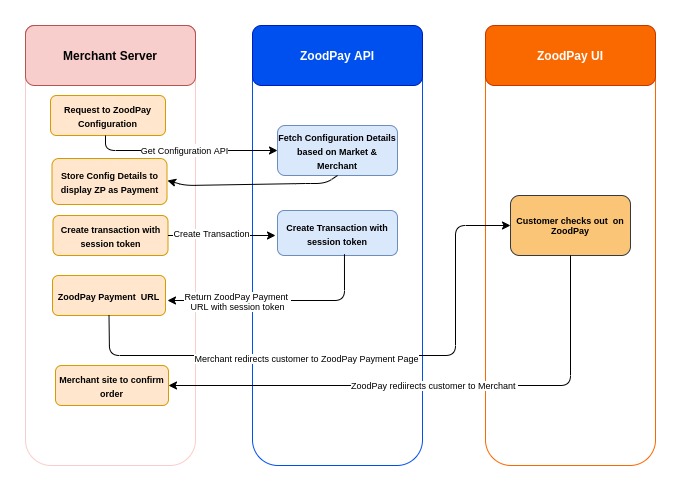 Merchant Server
ZoodPay API
ZoodPay UI
Request to ZoodPay
Configuration
Get Configuration API
Fetch Configuration Details
based on Market &
Merchant
Store Config Details to
display ZP as Payment
Create transaction with
session token
Create Transaction
Create Transaction with
session token
Customer checks out on
ZoodPay
ZoodPay Payment URL
Return ZoodPay Payment
URL with session token
Merchant redirects customer to ZoodPay Payment Page
Merchant site to confirm
order
ZoodPay rediirects customer to Merchant